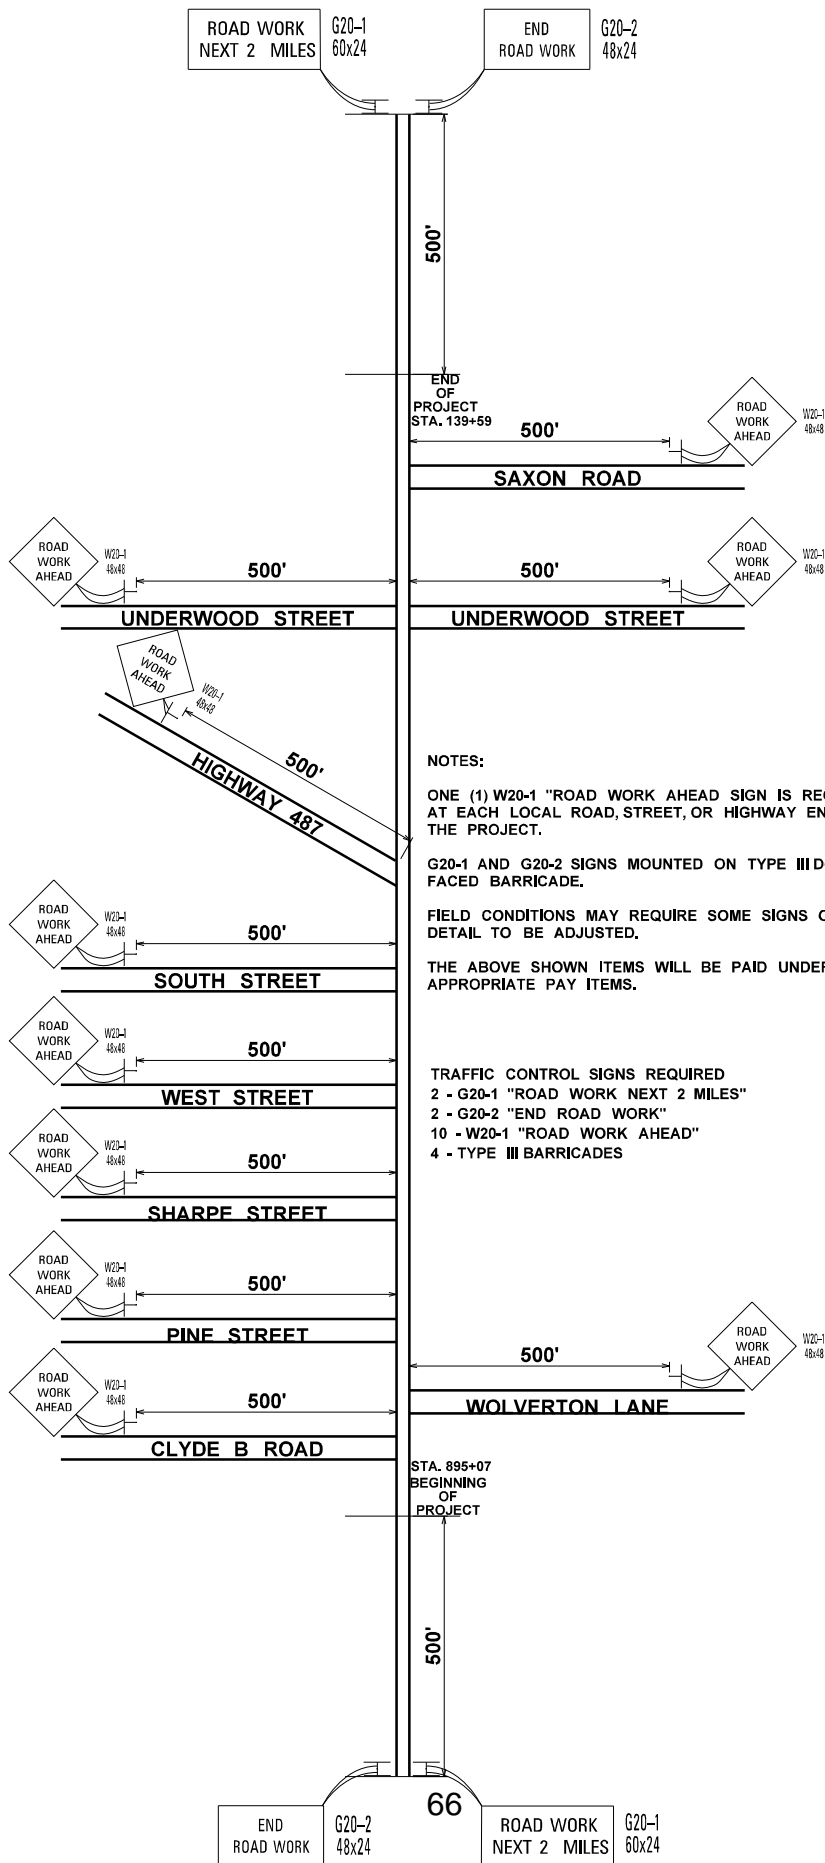 ROAD WORK
NEXT 2 MILES
G20-1
60x24
END
ROAD WORK
G20-2
48x24
500'
END
OF
PROJECT
STA. 139+59
500'
ROAD
WORK
AHEAD
W20-1
48x48
SAXON ROAD
ROAD
WORK
AHEAD
W20-1
48x48
500'
500'
ROAD
WORK
AHEAD
W20-1
48x48
UNDERWOOD STREET
UNDERWOOD STREET
ROAD
WORK
AHEAD
W20-1
48x48
500'
HIGHWAY 487
NOTES:
ONE (1) W20-1 "ROAD WORK AHEAD SIGN IS
AT EACH LOCAL ROAD, STREET, OR HIGHWAY
THE PROJECT.
G20-1 AND G20-2 SIGNS MOUNTED ON TYPE III
FACED BARRICADE.
FIELD CONDITIONS MAY REQUIRE SOME SIGNS
DETAIL TO BE ADJUSTED.
THE ABOVE SHOWN ITEMS WILL BE PAID UNDER
APPROPRIATE PAY ITEMS.
ROAD
WORK
AHEAD
W20-1
48x48
500'
SOUTH STREET
ROAD
WORK
AHEAD
W20-1
48x48
500'
WEST STREET
TRAFFIC CONTROL SIGNS REQUIRED
2 - G20-1 "ROAD WORK NEXT 2 MILES"
2 - G20-2 "END ROAD WORK"
10 - W20-1 "ROAD WORK AHEAD"
4 - TYPE III BARRICADES
ROAD
WORK
AHEAD
W20-1
48x48
500'
SHARPE STREET
ROAD
WORK
AHEAD
W20-1
48x48
500'
PINE STREET
500'
ROAD
WORK
AHEAD
W20-1
48x48
WOLVERTON LANE
ROAD
WORK
AHEAD
W20-1
48x48
500'
CLYDE B ROAD
STA. 895+07
BEGINNING
OF
PROJECT
500'
66
END
ROAD WORK
G20-2
48x24
ROAD WORK
NEXT 2 MILES
G20-1
60x24